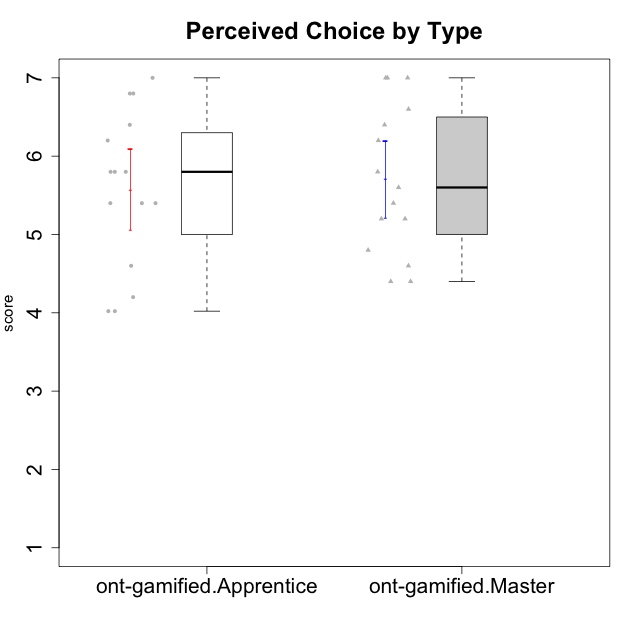 Perceived Choice by Type
7
6
5
4
3
2
1
score
ont-gamified.Apprentice
ont-gamified.Master